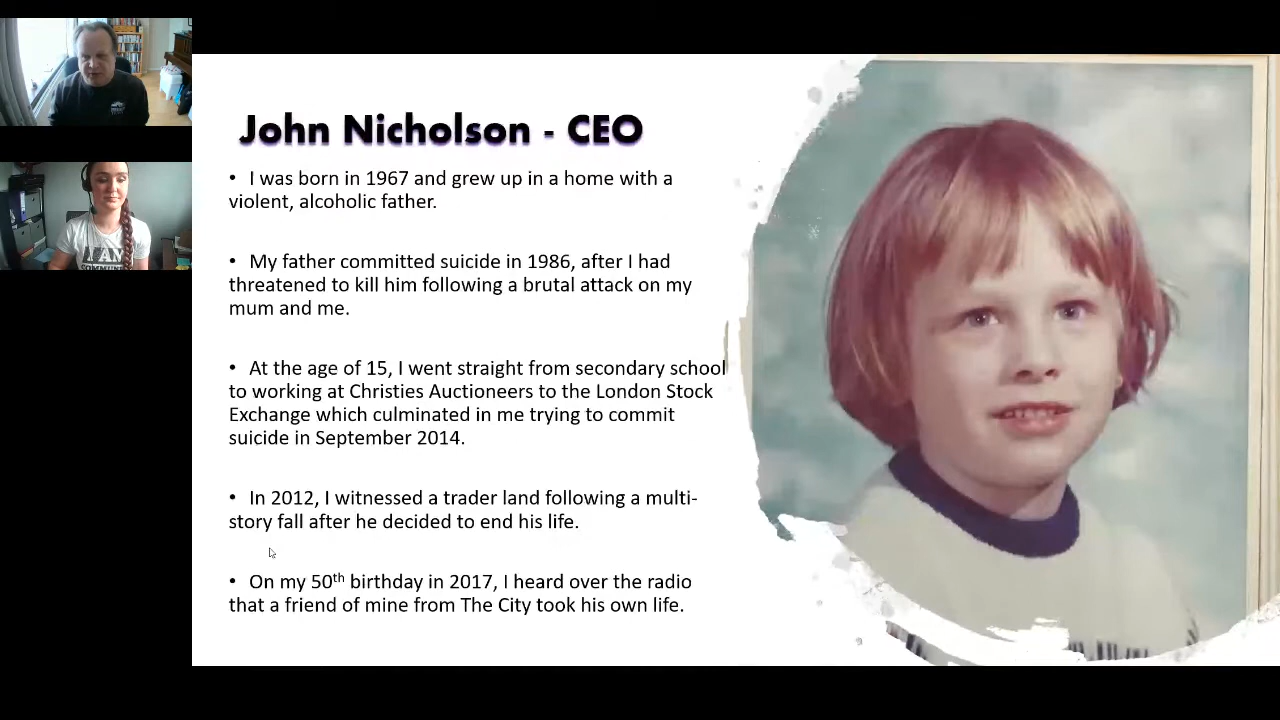 John Nicholson - CEO
• I was born in 1967 and grew up in a home with a
violent, alcoholic father.
• My father committed suicide in 1986, after I had
threatened to kill him following a brutal attack on my
mum and me.
• At the age of 15, I went straight from secondary school
to working at Christies Auctioneers to the London Stock
Exchange which culminated in me trying to commit
suicide in September 2014.
• In 2012, I witnessed a trader land following a multi-
story fall after he decided to end his life.
• On my 50th birthday in 2017, I heard over the radio
that a friend of mine from The City took his own life.